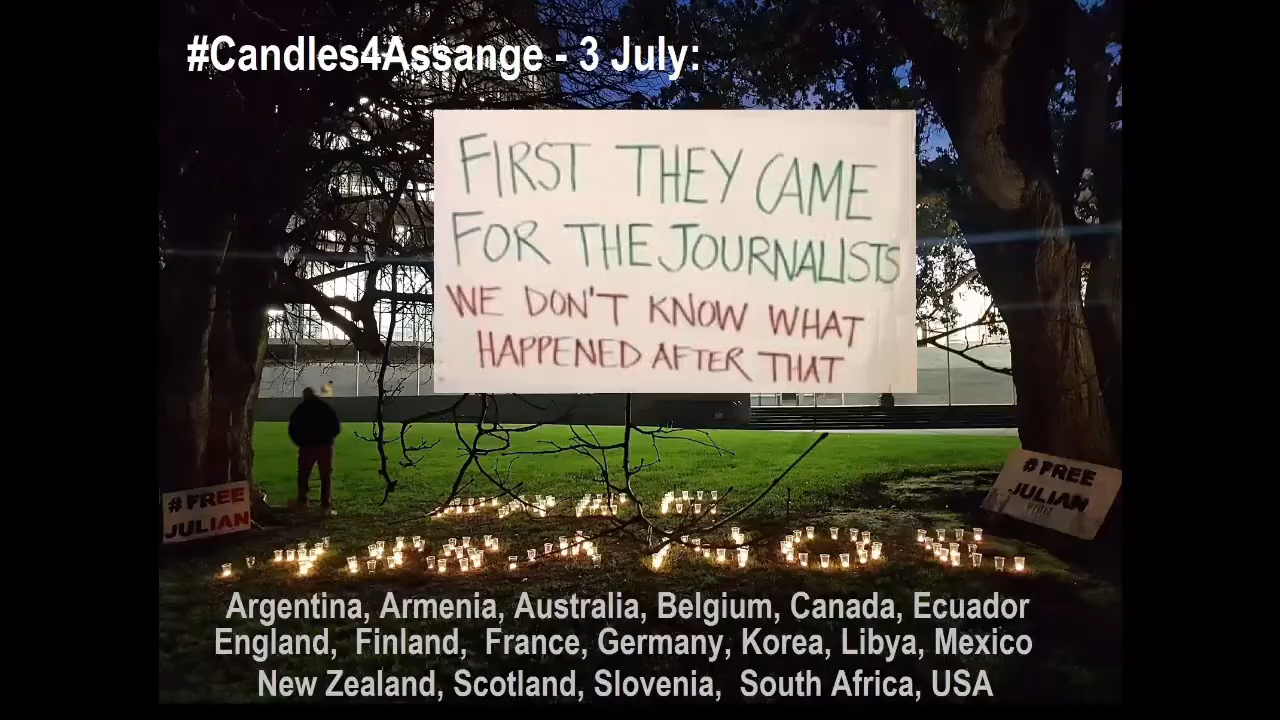 #Candles4Assange - 3 July:
FIRST THEY CAME
FOR THE JOURNALISTS
WE DON'T KNOW WHAT
HAPPENED AFTER THAT
# FREE
JULIAN
# FREE
JULIAN
Argentina, Armenia, Australia, Belgium, Canada, Ecuador
England, Finland, France, Germany, Korea, Libya, Mexico
New Zealand, Scotland, Slovenia, South Africa, USA